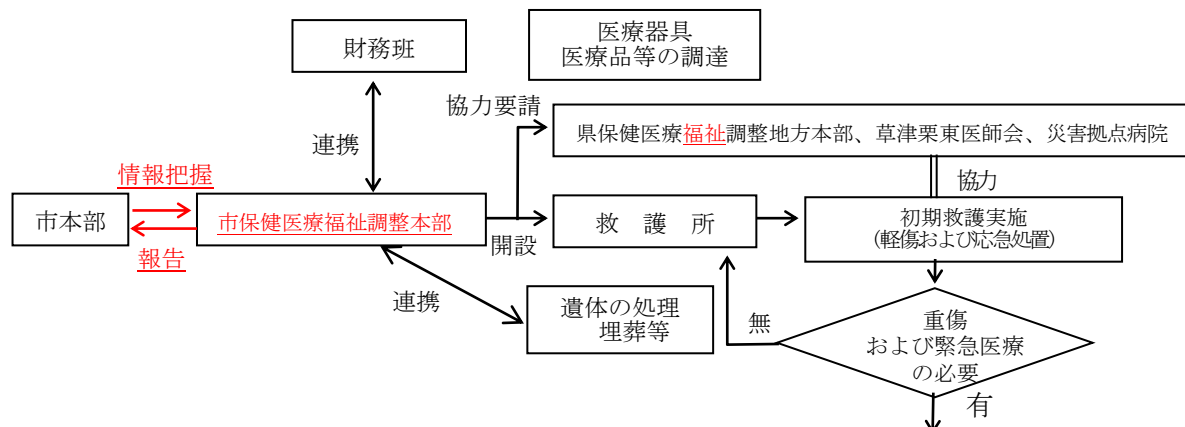 財務班
医療器具
医療品等の調達
協力要請
県保健医療福祉調整地方本部、草津栗東医師会、災害拠点病院
連携
情報把握
協力
市本部
市保健医療福祉調整本部
救 護 所
初期救護実施
(軽傷および応急処置)
開設
報告
連携
遺体の処理
埋葬等
無
重傷
および緊急医療
の必要
有